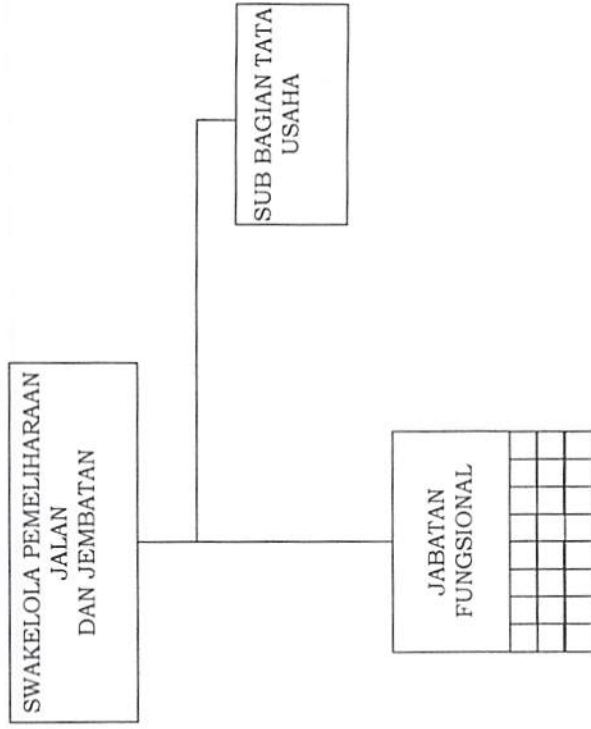 SWAKELOLA PEMELIHARAAN
JALAN
DAN JEMBATAN
SUB BAGIAN TATA
USAHA
JABATAN
FUNGSIONAL